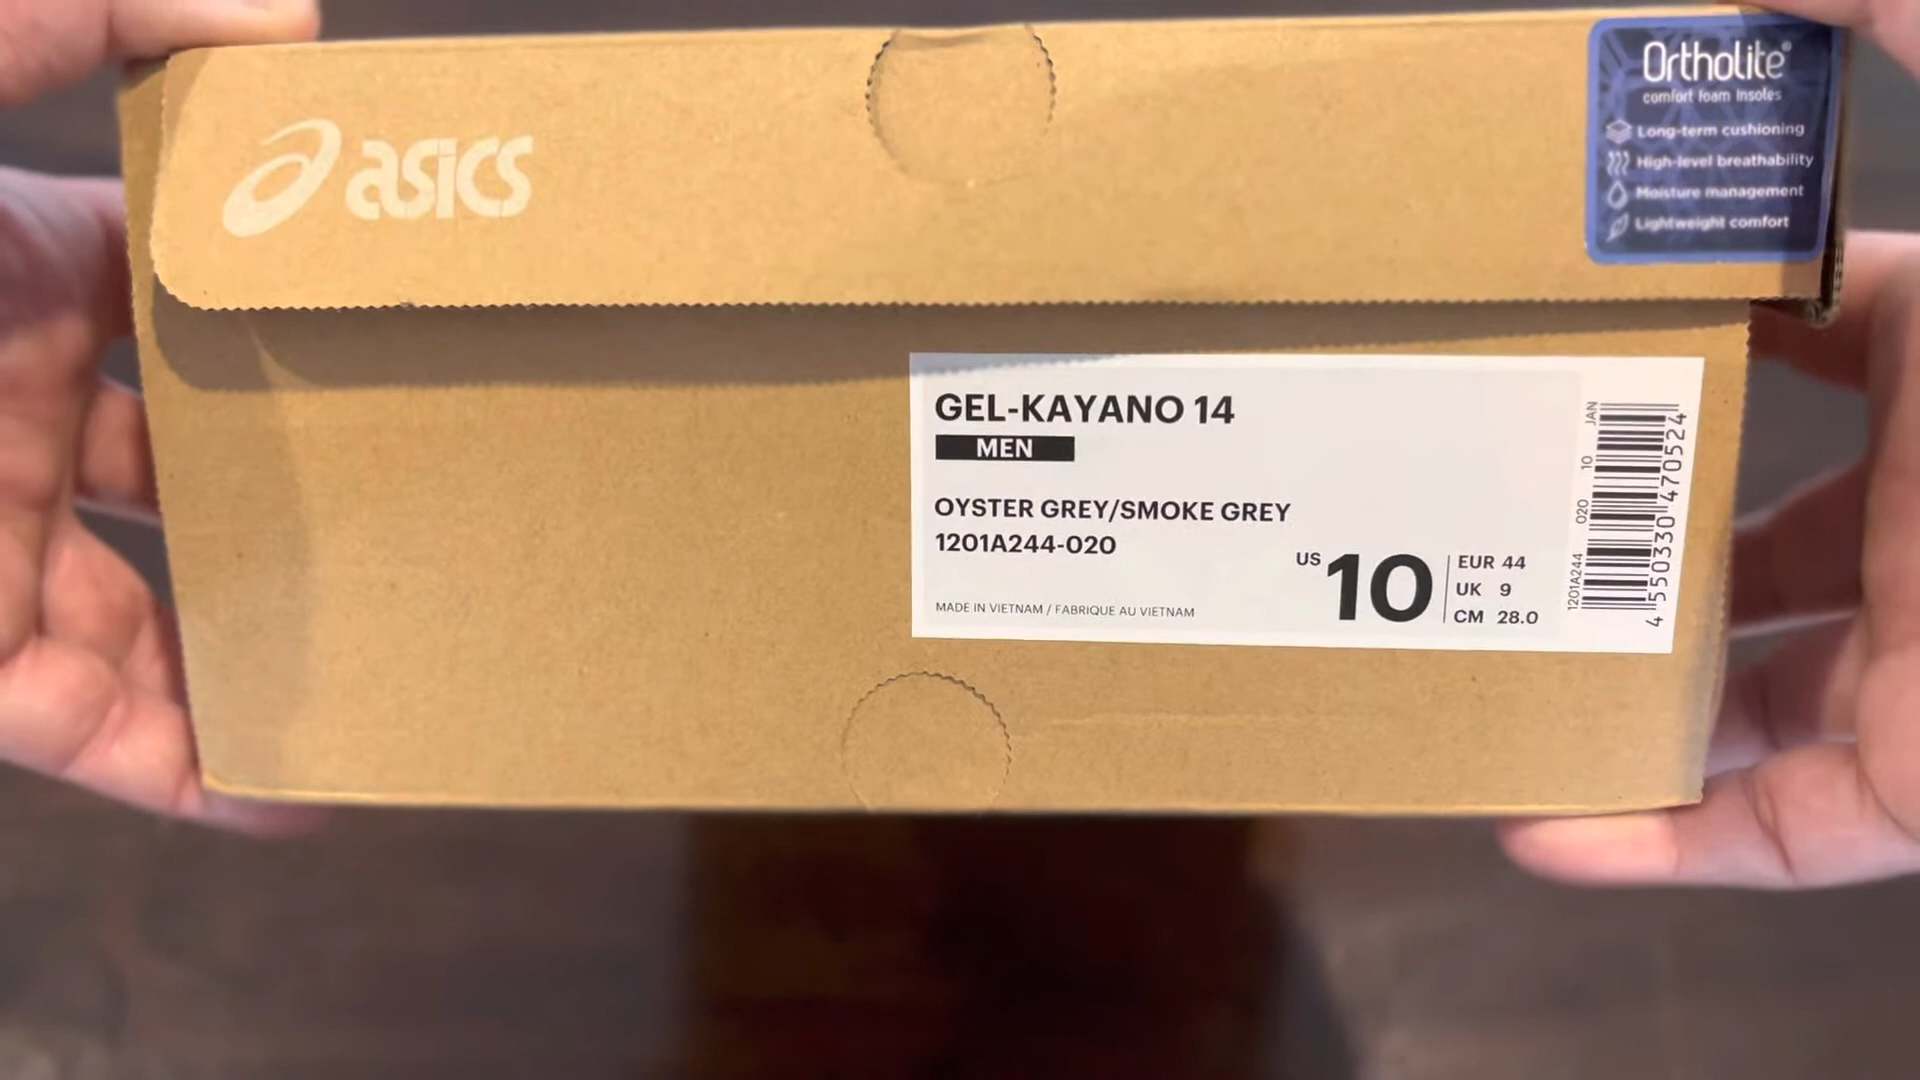 asics
Ortholite®
comfort foam insoles
Long-term cushioning
High-level breathability
Moisture management
Lightweight comfort
GEL-KAYANO 14
MEN
OYSTER GREY/SMOKE GREY
1201A244-020
MADE IN VIETNAM / FABRIQUE AU VIETNAM
US 10
EUR 44
UK 9
CM 28.0
1201A244 020 10 JAN
4 550330 470524